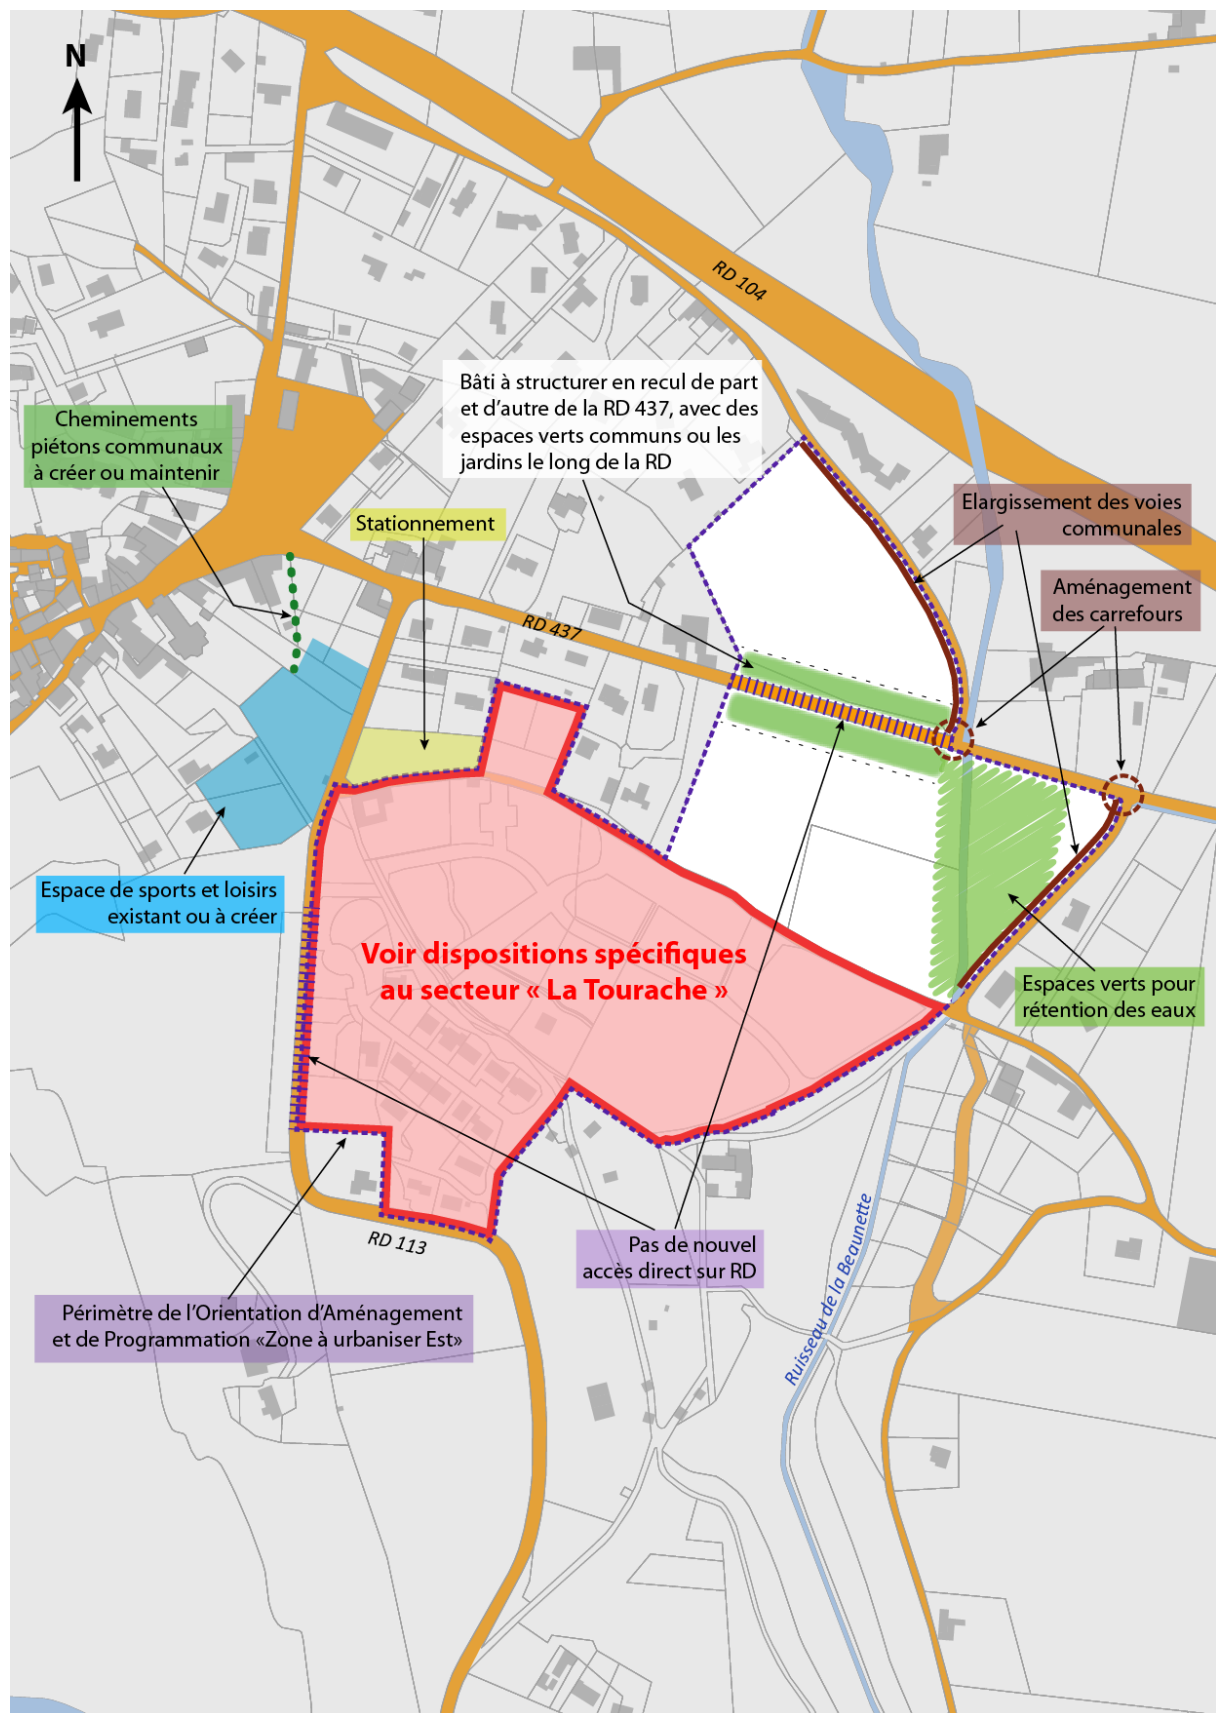 N
RD 104
Bâti à structurer en recul de part
et d'autre de la RD 437, avec des
espaces verts communs ou les
jardins le long de la RD
Cheminements
piétons communaux
à créer ou maintenir
Stationnement
Elargissement des voies
communales
Aménagement
des carrefours
RD 437
Espace de sports et loisirs
existant ou à créer
Voir dispositions spécifiques
au secteur « La Tourache »
Espaces verts pour
rétention des eaux
RD 113
Pas de nouvel
accès direct sur RD
Ruisseau de la Beaunette
Périmètre de l'Orientation d'Aménagement
et de Programmation «Zone à urbaniser Est»